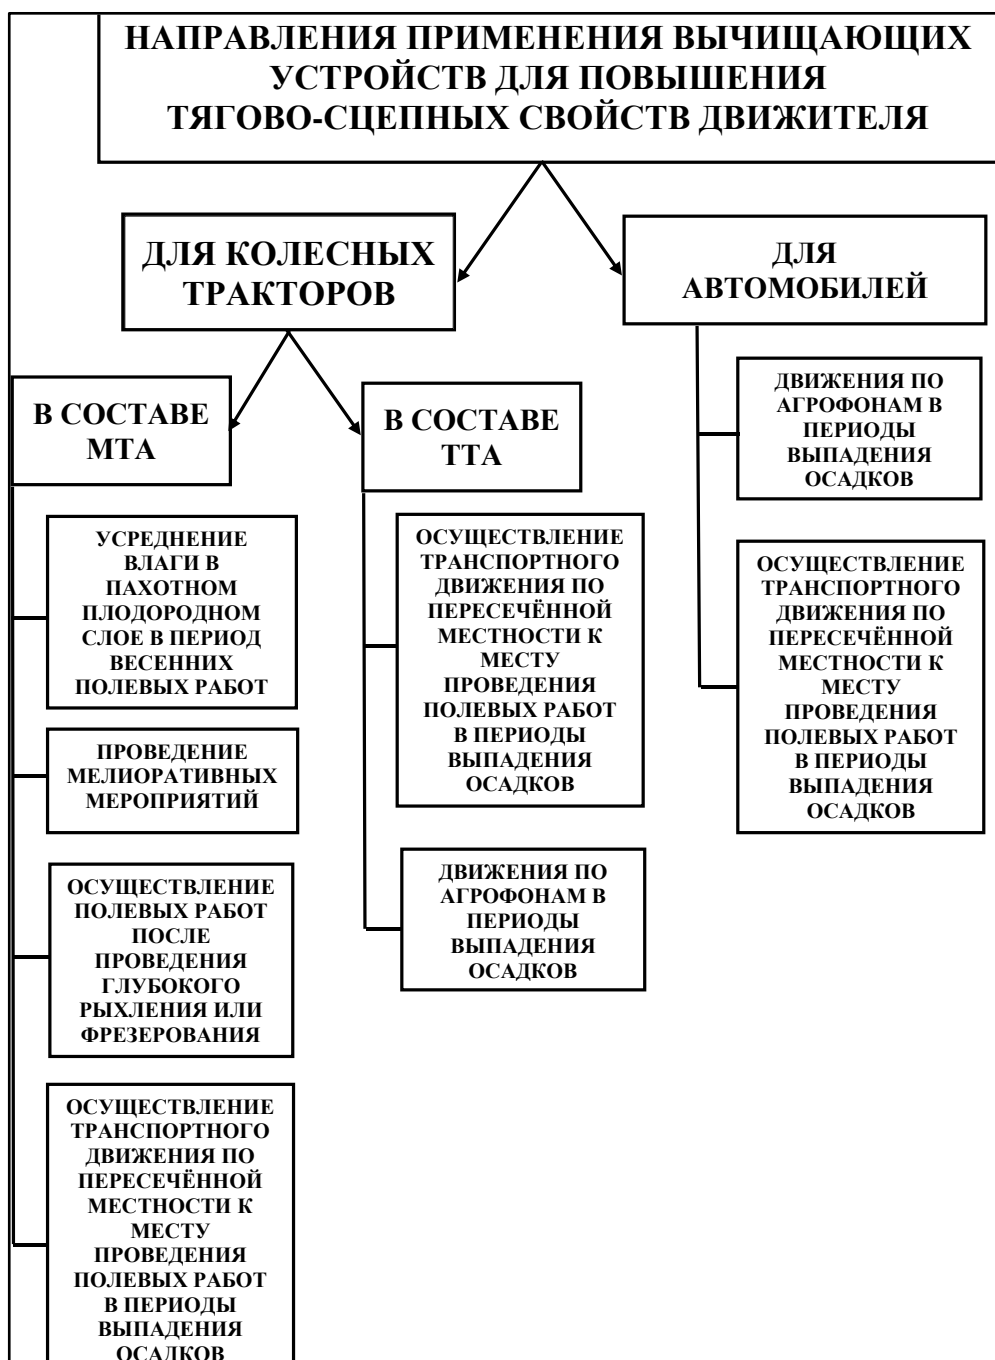 НАПРАВЛЕНИЯ ПРИМЕНЕНИЯ ВЫЧИЩАЮЩИХ
УСТРОЙСТВ ДЛЯ ПОВЫШЕНИЯ
ТЯГОВО-СЦЕПНЫХ СВОЙСТВ ДВИЖИТЕЛЯ
ДЛЯ КОЛЕСНЫХ
ТРАКТОРОВ
ДЛЯ
АВТОМОБИЛЕЙ
В СОСТАВЕ
МТА
В СОСТАВЕ
ТТА
УСРЕДНЕНИЕ
ВЛАГИ В
ПАХОТНОМ
ПЛОДОРОДНОМ
СЛОЕ В ПЕРИОД
ВЕСЕННИХ
ПОЛЕВЫХ РАБОТ
ПРОВЕДЕНИЕ
МЕЛИОРАТИВНЫХ
МЕРОПРИЯТИЙ
ОСУЩЕСТВЛЕНИЕ
ПОЛЕВЫХ РАБОТ
ПОСЛЕ
ПРОВЕДЕНИЯ
ГЛУБОКОГО
РЫХЛЕНИЯ ИЛИ
ФРЕЗЕРОВАНИЯ
ОСУЩЕСТВЛЕНИЕ
ТРАНСПОРТНОГО
ДВИЖЕНИЯ ПО
ПЕРЕСЕЧЁННОЙ
МЕСТНОСТИ К
МЕСТУ
ПРОВЕДЕНИЯ
ПОЛЕВЫХ РАБОТ
В ПЕРИОДЫ
ВЫПАДЕНИЯ
ОСАДКОВ
ОСУЩЕСТВЛЕНИЕ
ТРАНСПОРТНОГО
ДВИЖЕНИЯ ПО
ПЕРЕСЕЧЁННОЙ
МЕСТНОСТИ К
МЕСТУ
ПРОВЕДЕНИЯ
ПОЛЕВЫХ РАБОТ
В ПЕРИОДЫ
ВЫПАДЕНИЯ
ОСАДКОВ
ДВИЖЕНИЯ ПО
АГРОФОНАМ В
ПЕРИОДЫ
ВЫПАДЕНИЯ
ОСАДКОВ
ДВИЖЕНИЯ ПО
АГРОФОНАМ В
ПЕРИОДЫ
ВЫПАДЕНИЯ
ОСАДКОВ
ОСУЩЕСТВЛЕНИЕ
ТРАНСПОРТНОГО
ДВИЖЕНИЯ ПО
ПЕРЕСЕЧЁННОЙ
МЕСТНОСТИ К
МЕСТУ
ПРОВЕДЕНИЯ
ПОЛЕВЫХ РАБОТ
В ПЕРИОДЫ
ВЫПАДЕНИЯ
ОСАДКОВ